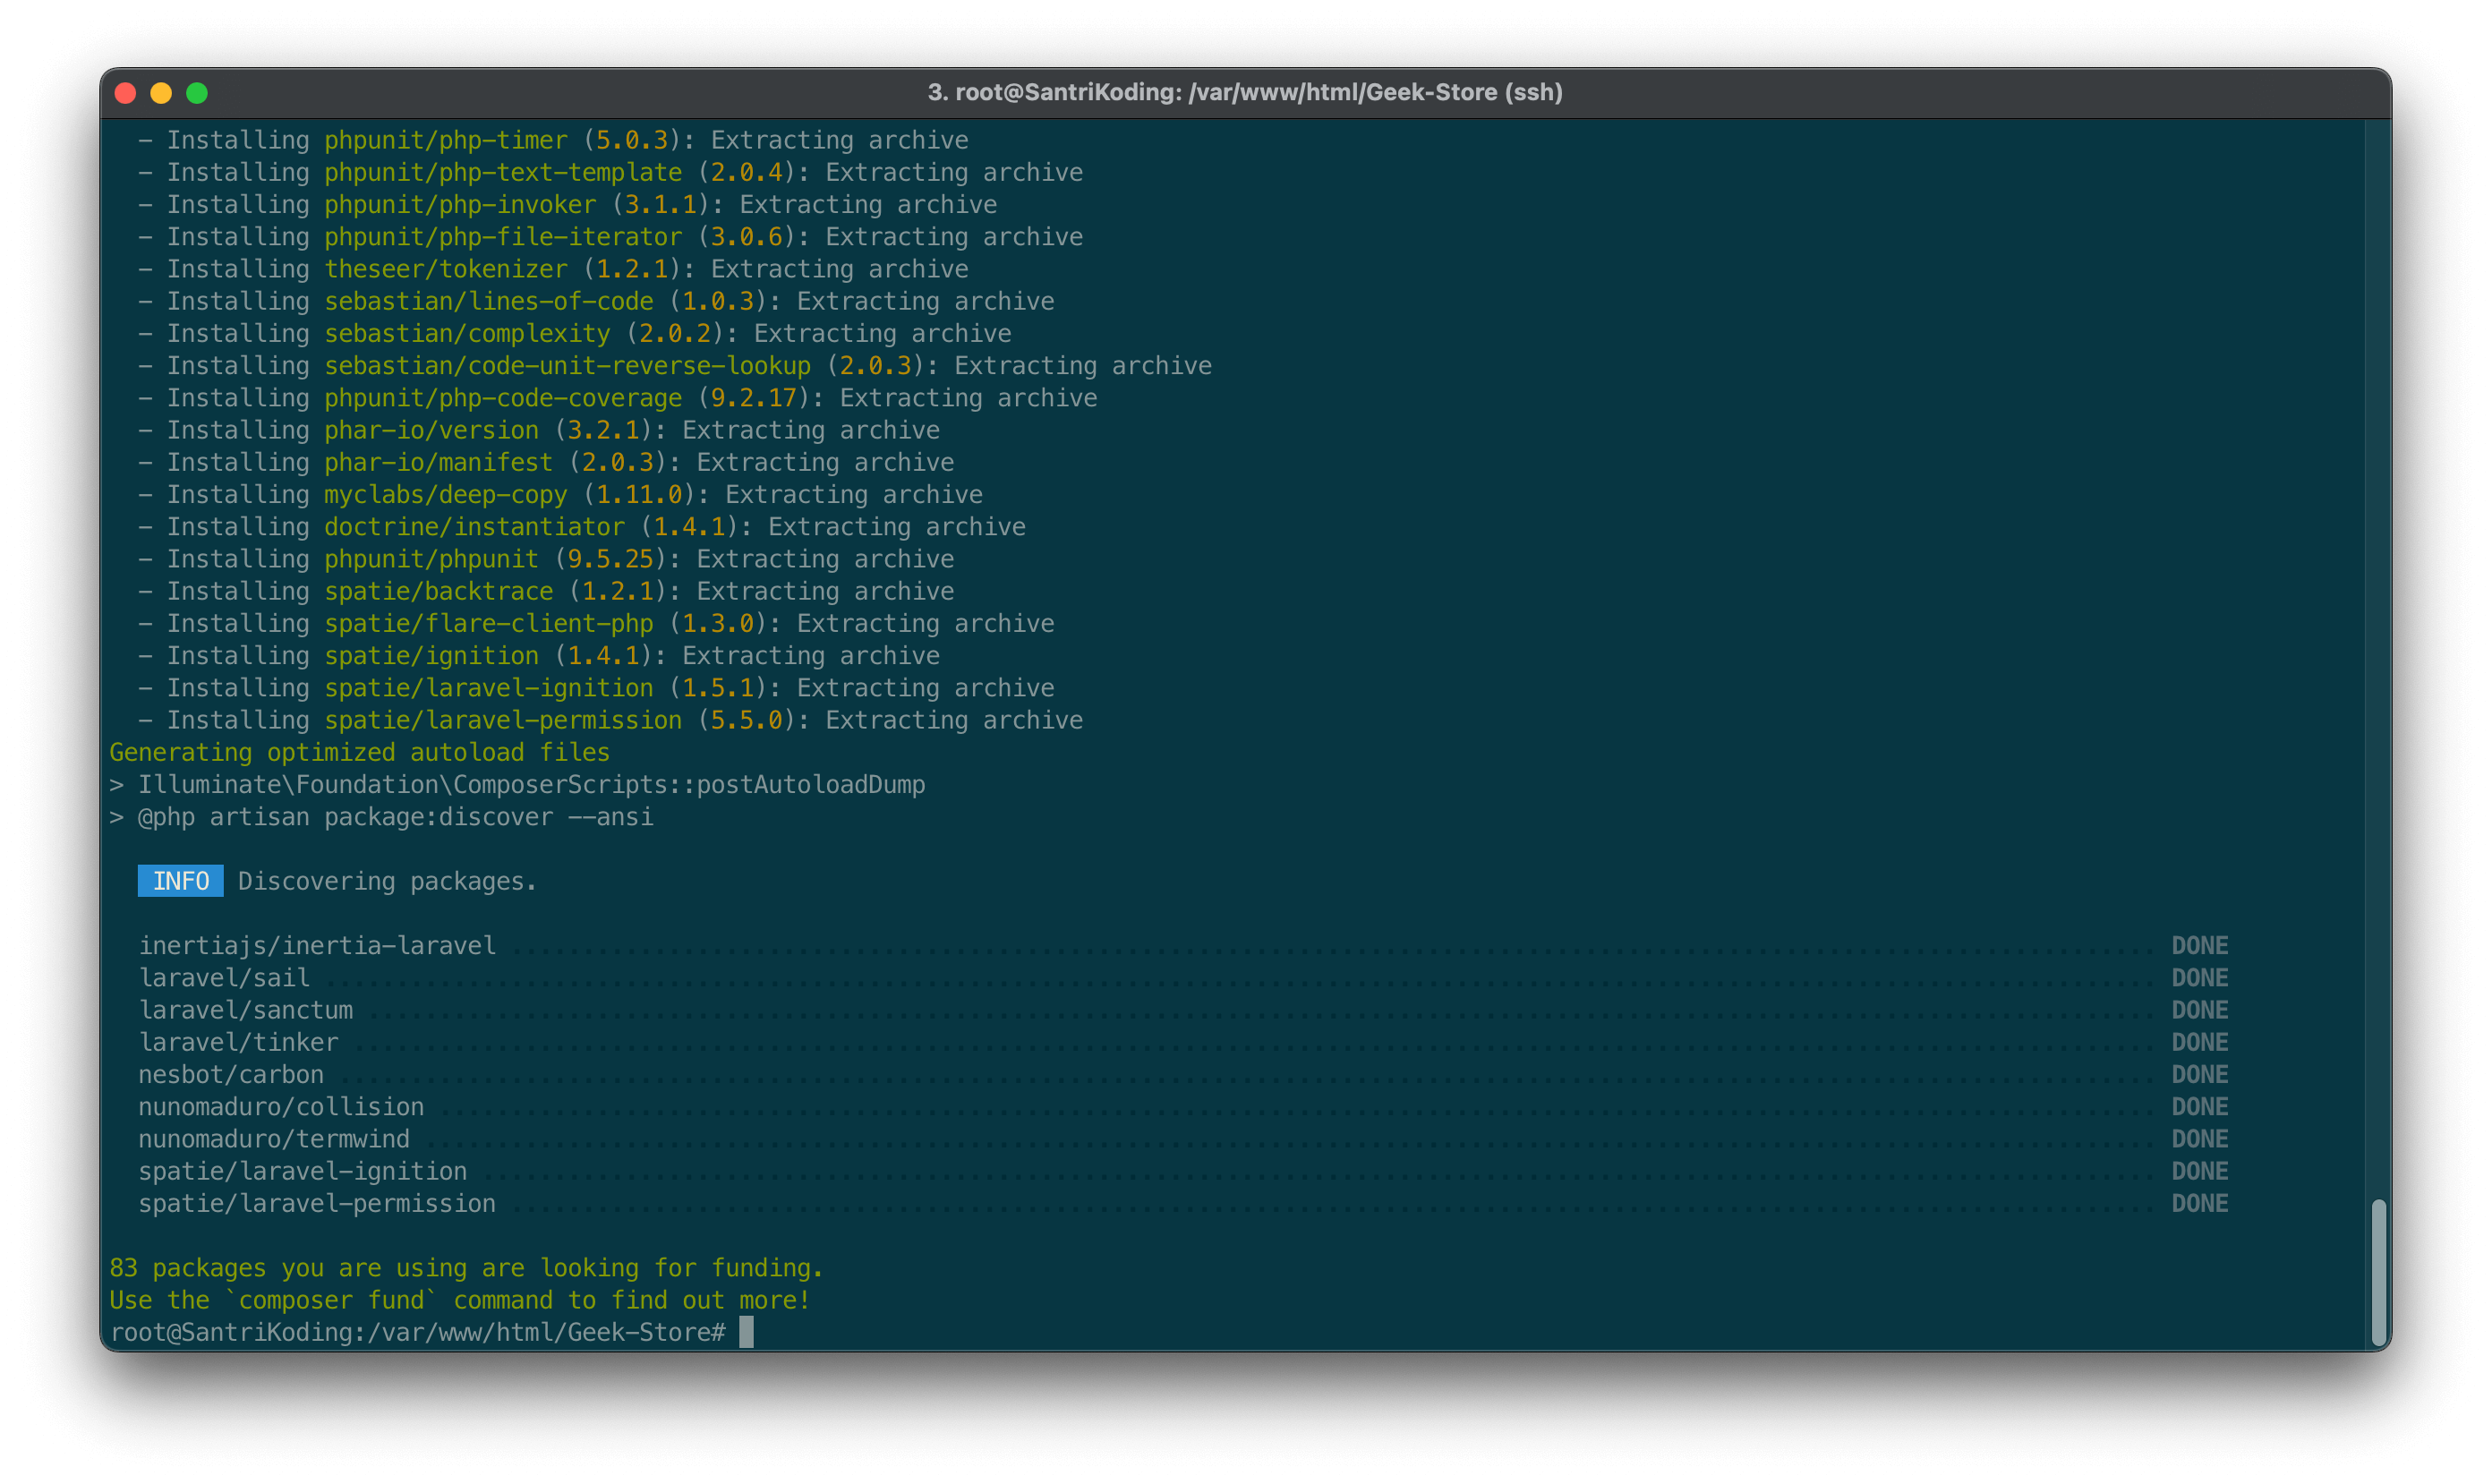 3. root@SantriKoding: /var/www/html/Geek-Store (ssh)
- Installing phpunit/php-timer (5.0.3): Extracting archive
- Installing phpunit/php-text-template (2.0.4): Extracting archive
- Installing phpunit/php-invoker (3.1.1): Extracting archive
- Installing phpunit/php-file-iterator (3.0.6): Extracting archive
- Installing theseer/tokenizer (1.2.1): Extracting archive
- Installing sebastian/lines-of-code (1.0.3): Extracting archive
- Installing sebastian/complexity (2.0.2): Extracting archive
- Installing sebastian/code-unit-reverse-lookup (2.0.3): Extracting archive
- Installing phpunit/php-code-coverage (9.2.17): Extracting archive
- Installing phar-io/version (3.2.1): Extracting archive
- Installing phar-io/manifest (2.0.3): Extracting archive
- Installing myclabs/deep-copy (1.11.0): Extracting archive
- Installing doctrine/instantiator (1.4.1): Extracting archive
- Installing phpunit/phpunit (9.5.25): Extracting archive
- Installing spatie/backtrace (1.2.1): Extracting archive
- Installing spatie/flare-client-php (1.3.0): Extracting archive
- Installing spatie/ignition (1.4.1): Extracting archive
- Installing spatie/laravel-ignition (1.5.1): Extracting archive
- Installing spatie/laravel-permission (5.5.0): Extracting archive
Generating optimized autoload files
> Illuminate\Foundation\ComposerScripts::postAutoloadDump
> @php artisan package:discover --ansi
INFO Discovering packages.
inertiajs/inertia-laravel DONE
laravel/sail DONE
laravel/sanctum DONE
laravel/tinker DONE
nesbot/carbon DONE
nunomaduro/collision DONE
nunomaduro/termwind DONE
spatie/laravel-ignition DONE
spatie/laravel-permission DONE
83 packages you are using are looking for funding.
Use the `composer fund` command to find out more!
root@SantriKoding:/var/www/html/Geek-Store#